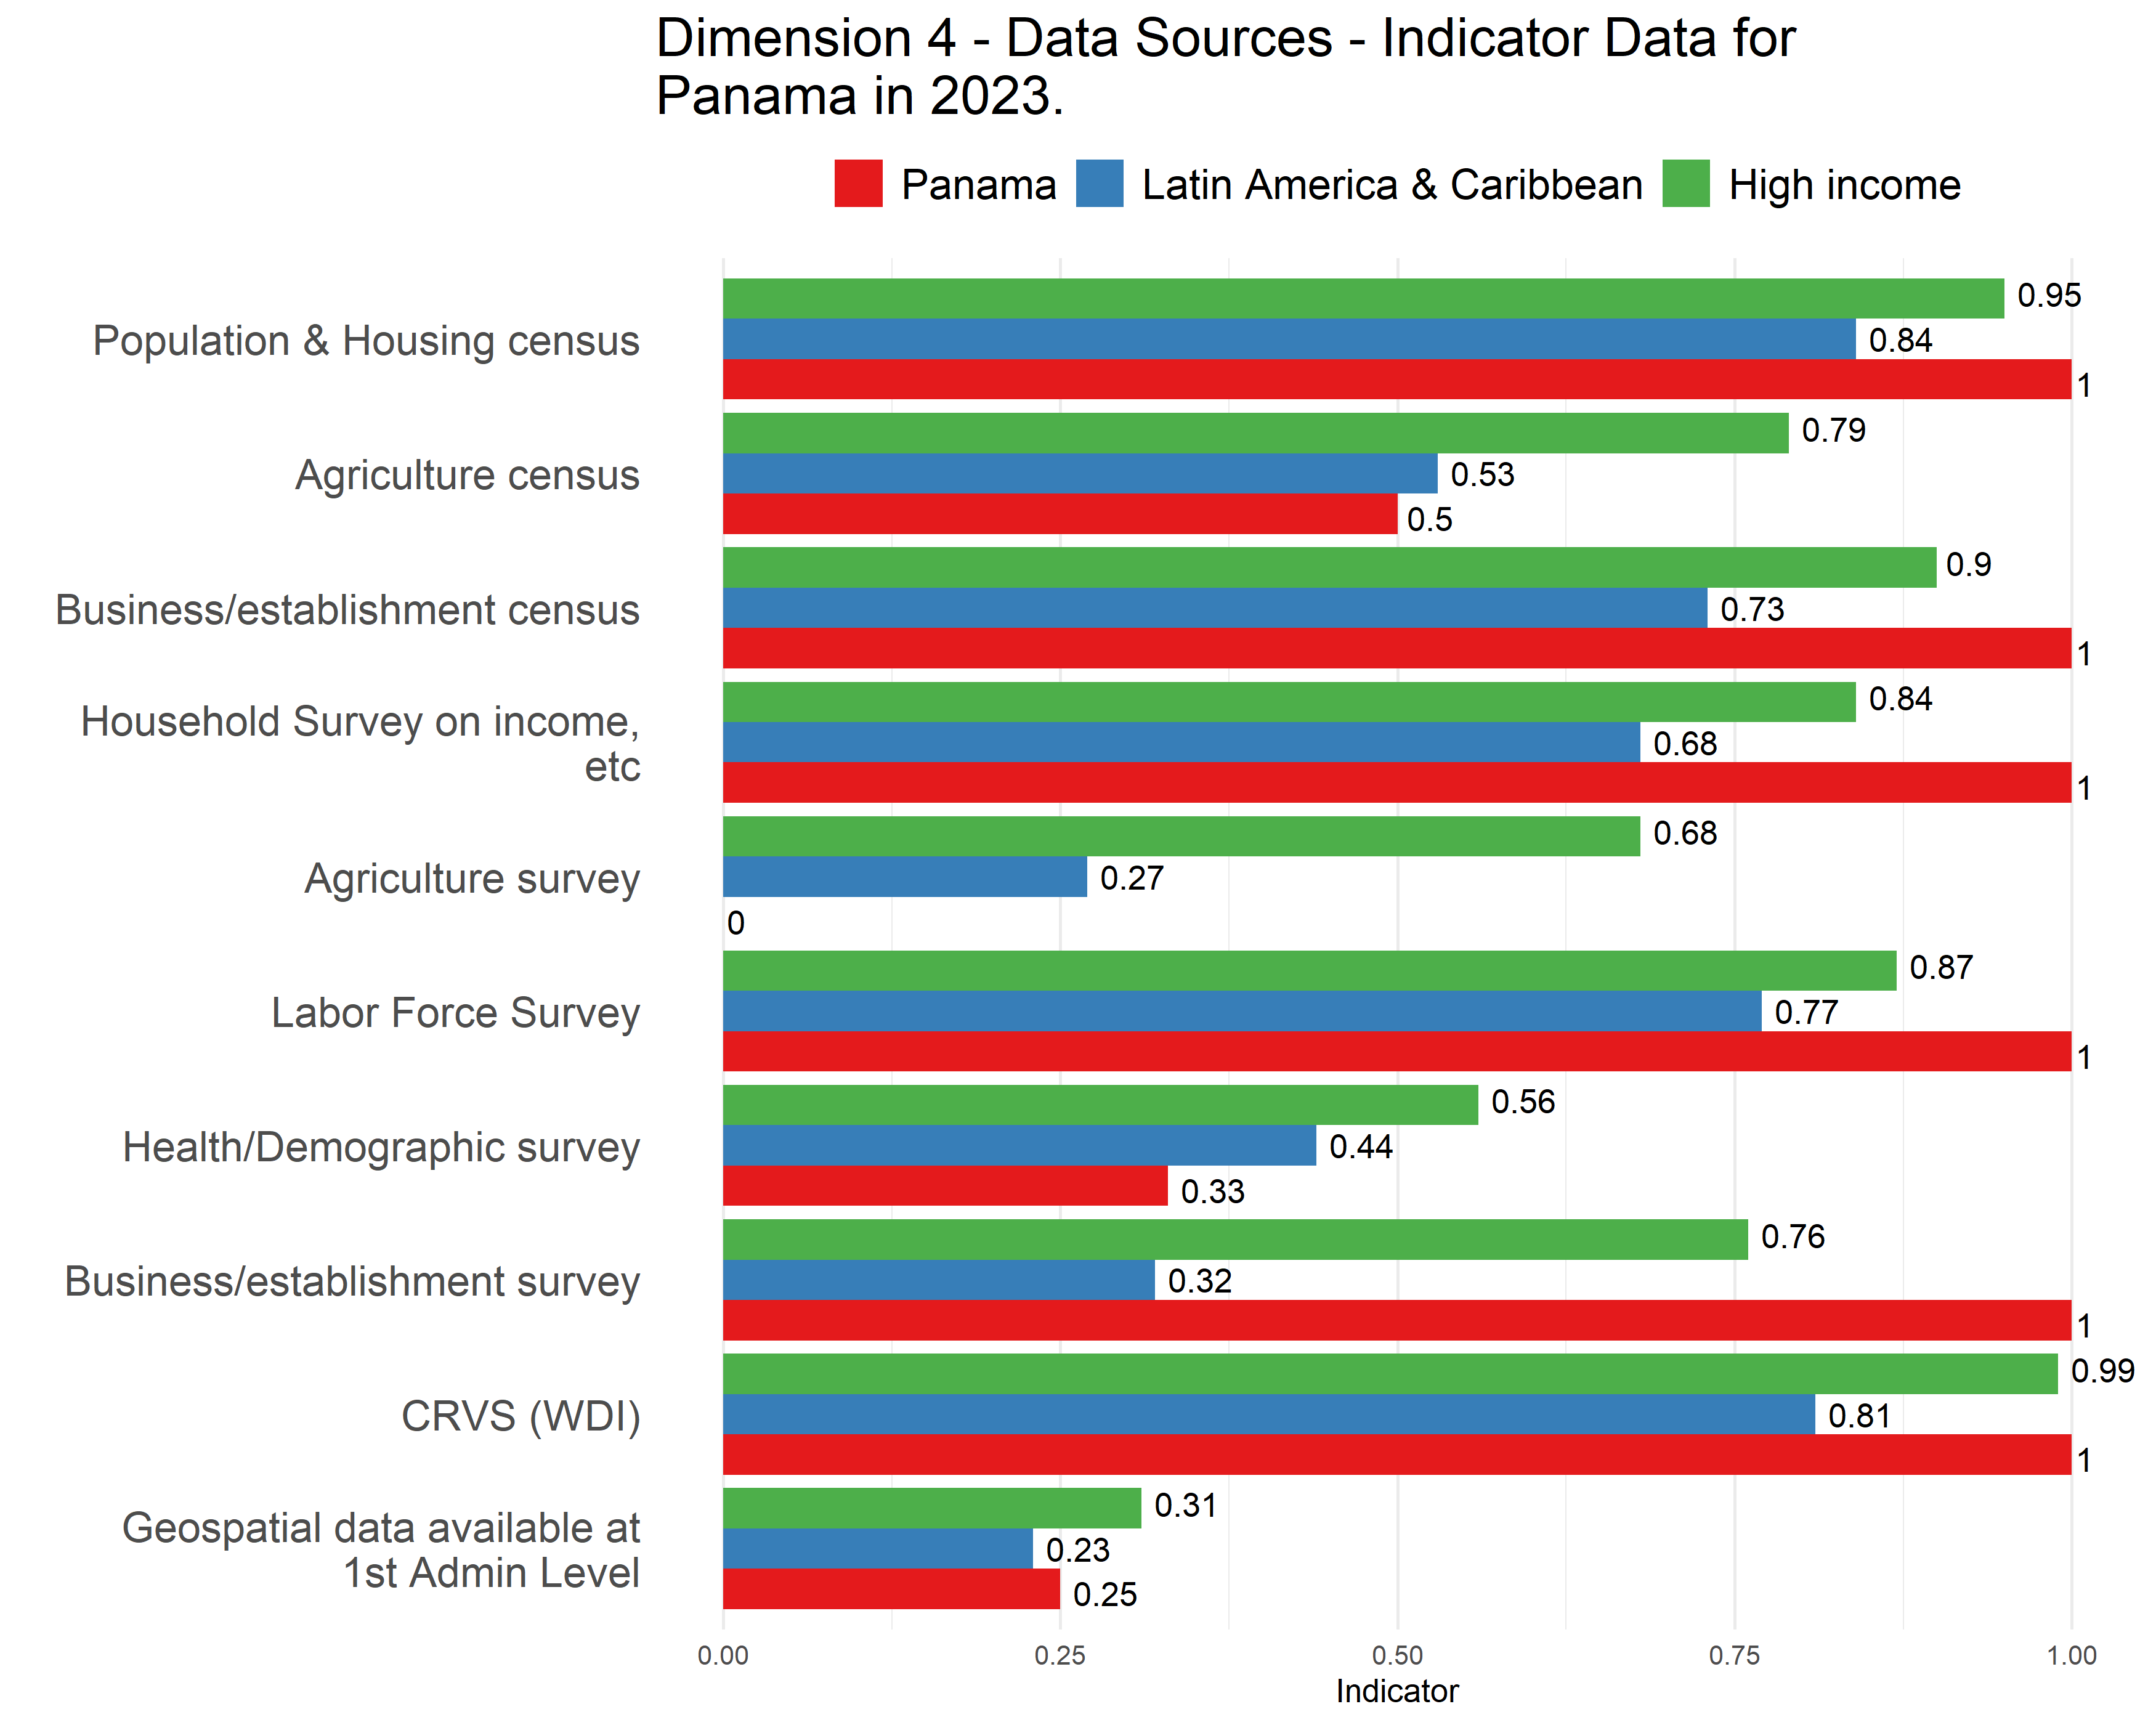 Dimension 4 - Data Sources - Indicator Data for
Panama in 2023.
Panama Latin America & Caribbean High income
Population & Housing census
0.95
0.84
1
Agriculture census
0.79
0.53
0.5
Business/establishment census
0.9
0.73
1
Household Survey on income,
etc
0.84
0.68
1
Agriculture survey
0.68
0.27
0
Labor Force Survey
0.87
0.77
1
Health/Demographic survey
0.56
0.44
0.33
Business/establishment survey
0.76
0.32
1
CRVS (WDI)
0.99
0.81
1
Geospatial data available at
1st Admin Level
0.31
0.23
0.25
0.00 0.25 0.50 0.75 1.00
Indicator